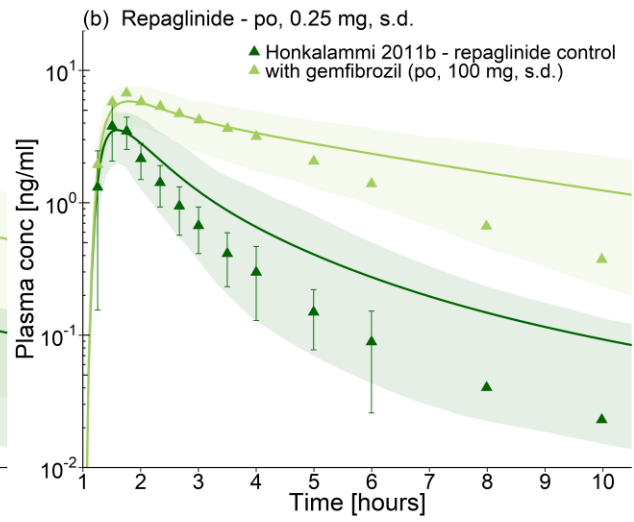 (b) Repaglinide - po, 0.25 mg, s.d.
Honkalammi 2011b - repaglinide control
with gemfibrozil (po, 100 mg, s.d.)
Plasma conc [ng/ml]
10¹
10⁰
10⁻¹
10⁻²
1 2 3 4 5 6 7 8 9 10
Time [hours]